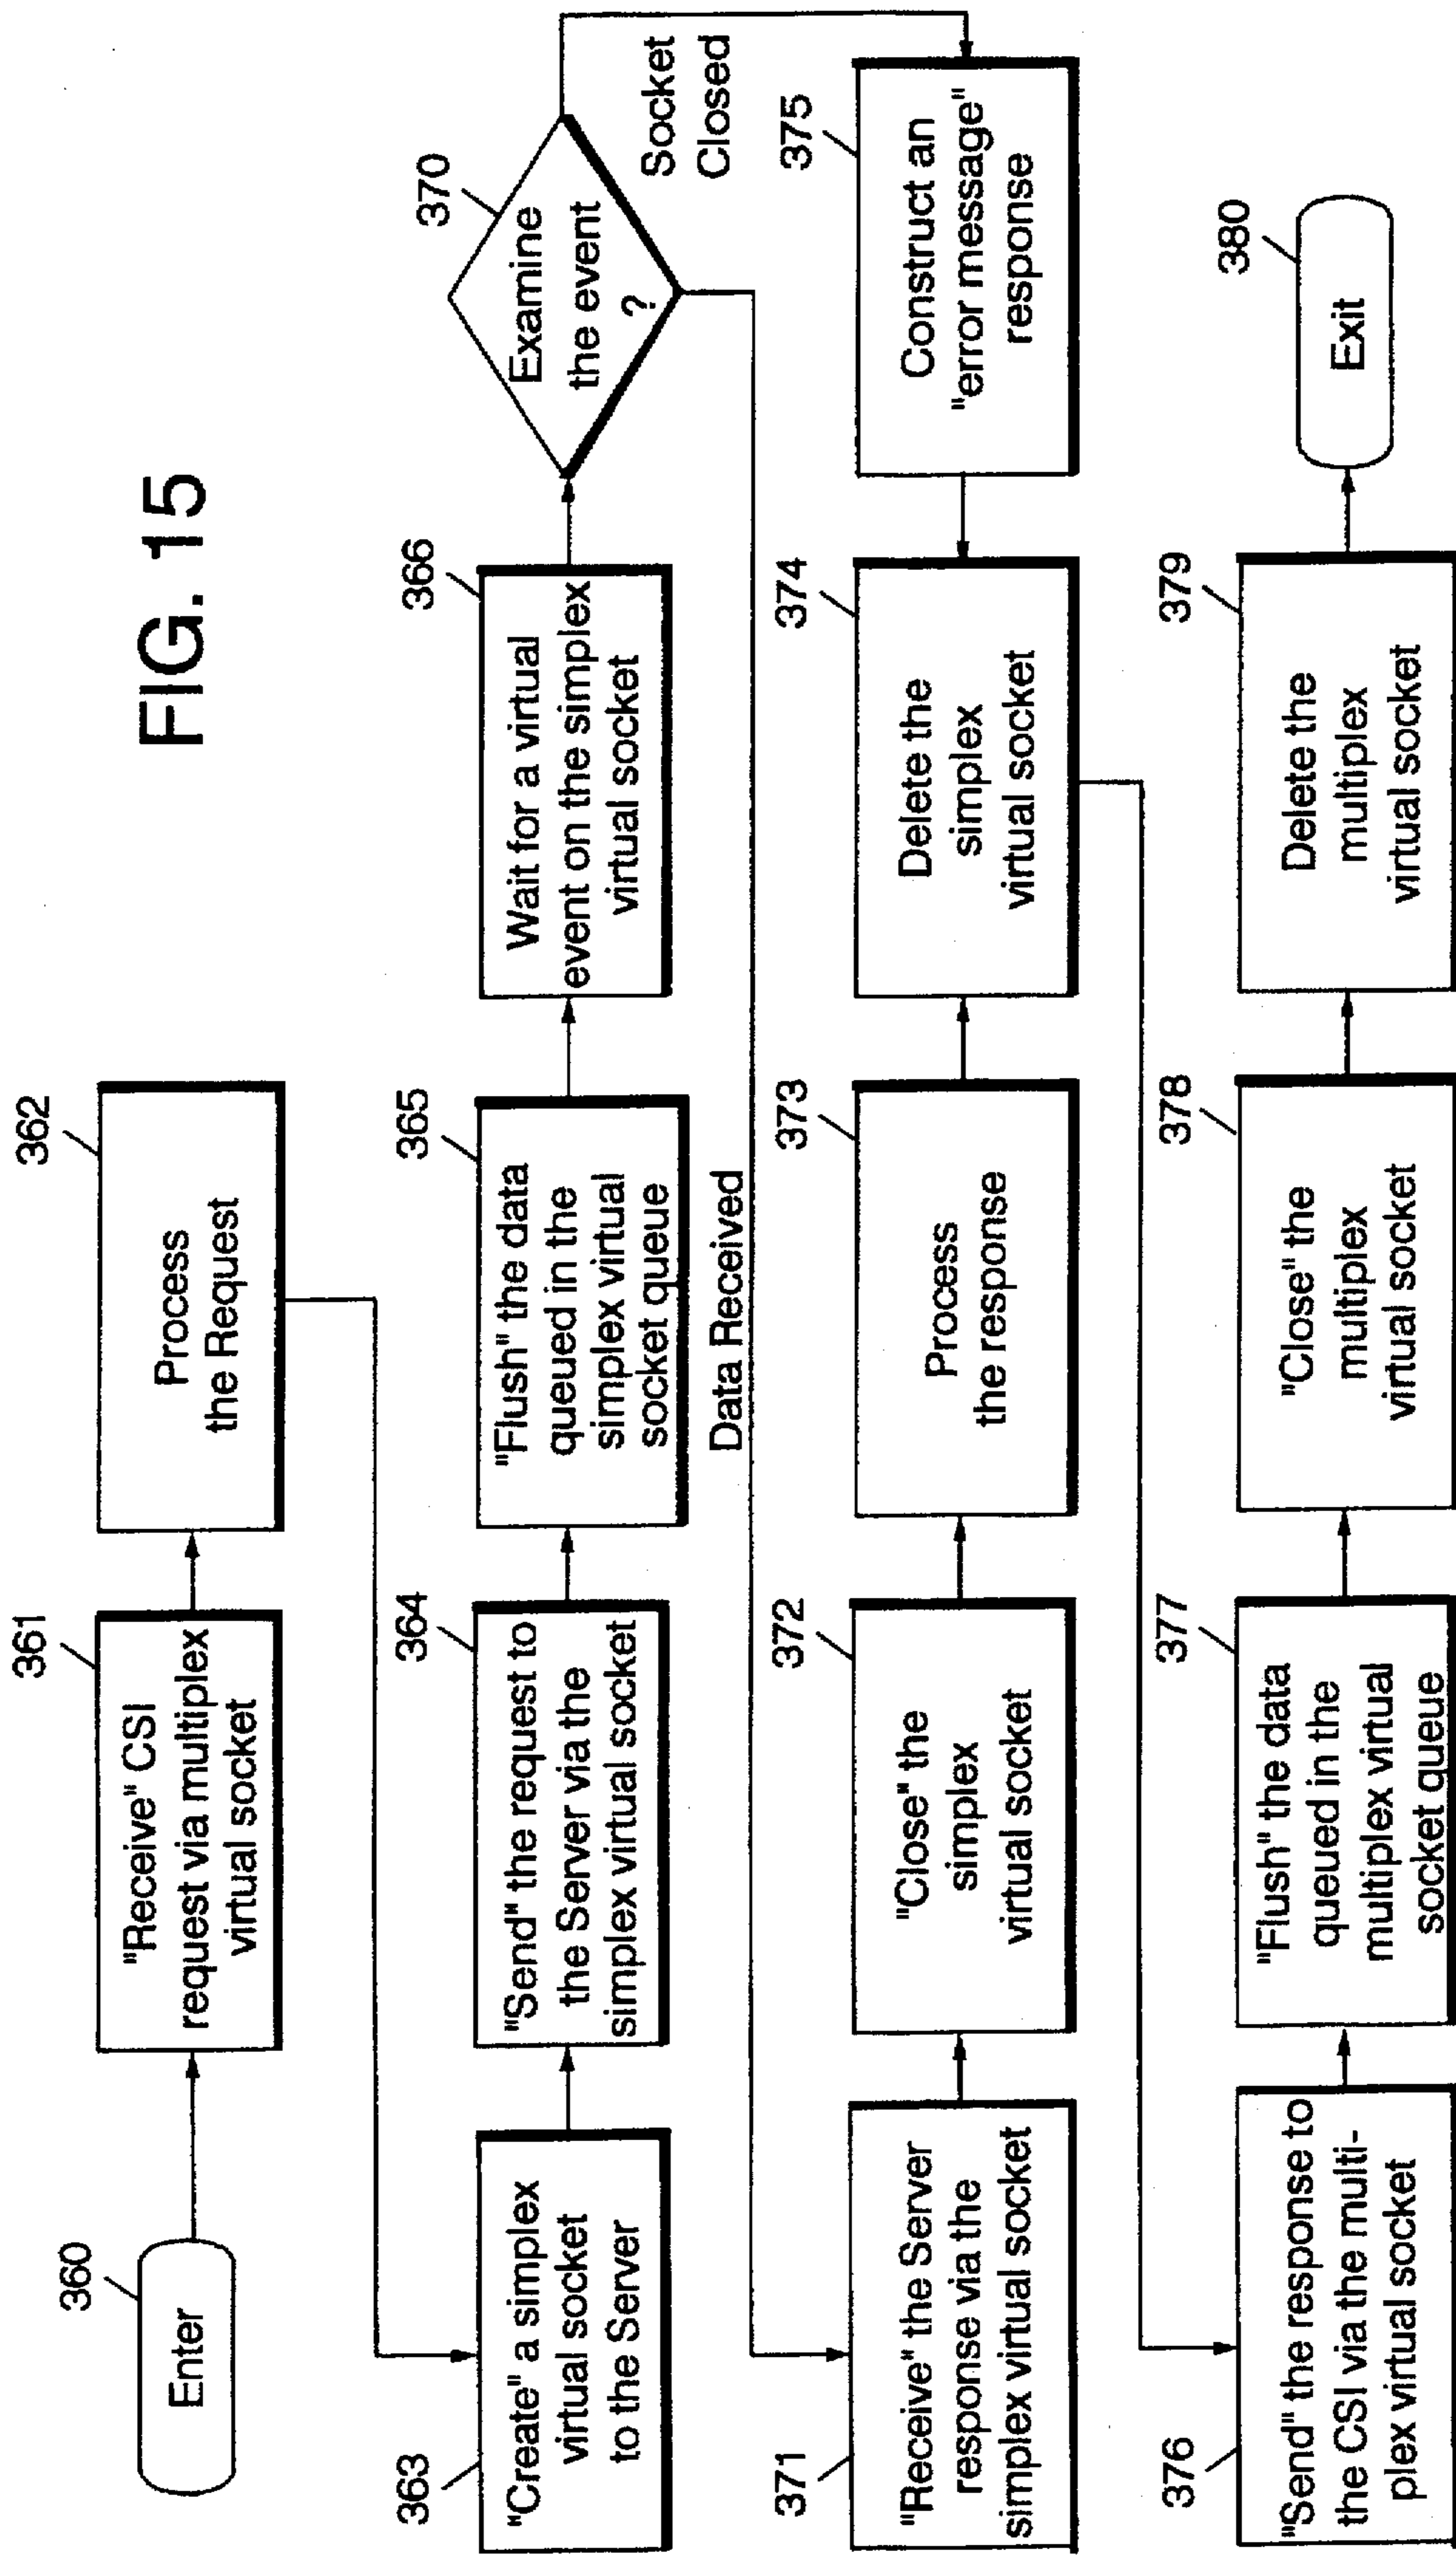 FIG. 15
360
Enter
361
"Receive" CSI
request via multiplex
virtual socket
362
Process
the Request
363
"Create" a simplex
virtual socket
to the Server
364
"Send" the request to
the Server via the
simplex virtual socket
365
"Flush" the data
queued in the
simplex virtual
socket queue
366
Wait for a virtual
event on the simplex
virtual socket
370
Examine
the event
?
Socket
Closed
Data Received
371
"Receive" the Server
response via the
simplex virtual socket
372
"Close" the
simplex
virtual socket
373
Process
the response
374
Delete the
simplex
virtual socket
375
Construct an
"error message"
response
376
"Send" the response to
the CSI via the multi-
plex virtual socket
377
"Flush" the data
queued in the
multiplex virtual
socket queue
378
"Close" the
multiplex
virtual socket
379
Delete the
multiplex
virtual socket
380
Exit